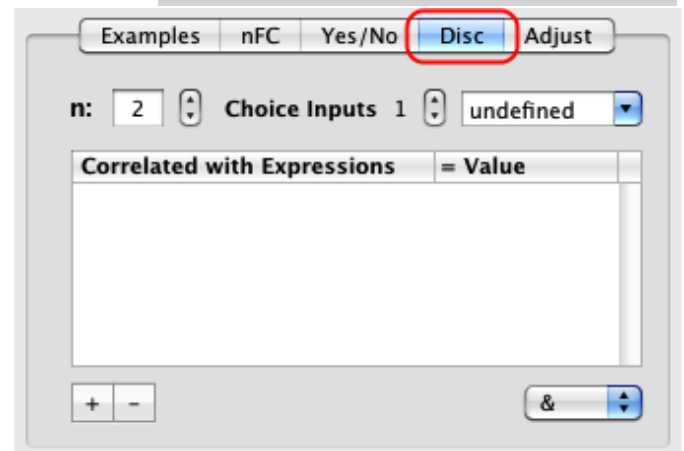 Examples nFC Yes/No Disc Adjust
n: 2 Choice Inputs 1 undefined
Correlated with Expressions = Value
+ - &